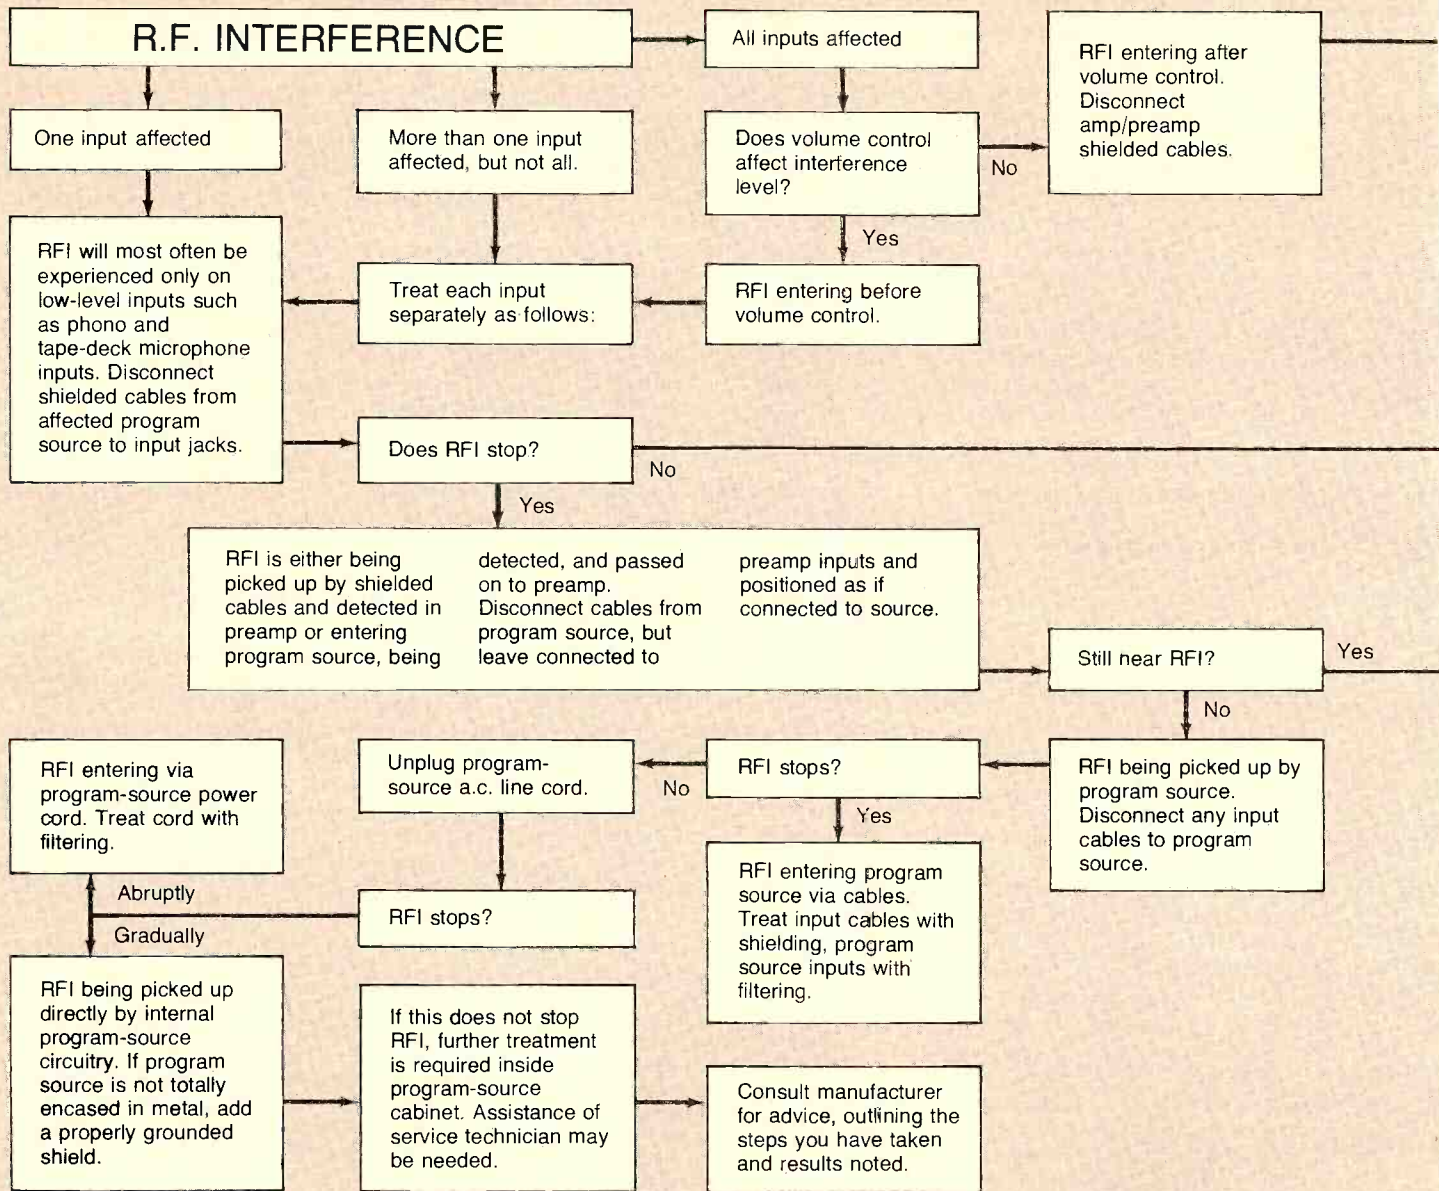 R.F. INTERFERENCE
All inputs affected
RFI entering after
volume control.
Disconnect
amp/preamp
shielded cables.
One input affected
More than one input
affected, but not all.
Does volume control
affect interference
level?
No
Yes
RFI will most often be
experienced only on
low-level inputs such
as phono and
tape-deck microphone
inputs. Disconnect
shielded cables from
affected program
source to input jacks.
Treat each input
separately as follows:
RFI entering before
volume control.
Does RFI stop?
No
Yes
RFI is either being
picked up by shielded
cables and detected in
preamp or entering
program source, being
detected, and passed
on to preamp.
Disconnect cables from
program source, but
leave connected to
preamp inputs and
positioned as if
connected to source.
Still near RFI?
Yes
No
RFI being picked up by
program source.
Disconnect any input
cables to program
source.
RFI stops?
No
Yes
Unplug program-
source a.c. line cord.
RFI entering via
program-source power
cord. Treat cord with
filtering.
RFI entering program
source via cables.
Treat input cables with
shielding, program
source inputs with
filtering.
RFI stops?
Abruptly
Gradually
RFI being picked up
directly by internal
program-source
circuitry. If program
source is not totally
encased in metal, add
a properly grounded
shield.
If this does not stop
RFI, further treatment
is required inside
program-source
cabinet. Assistance of
service technician may
be needed.
Consult manufacturer
for advice, outlining the
steps you have taken
and results noted.